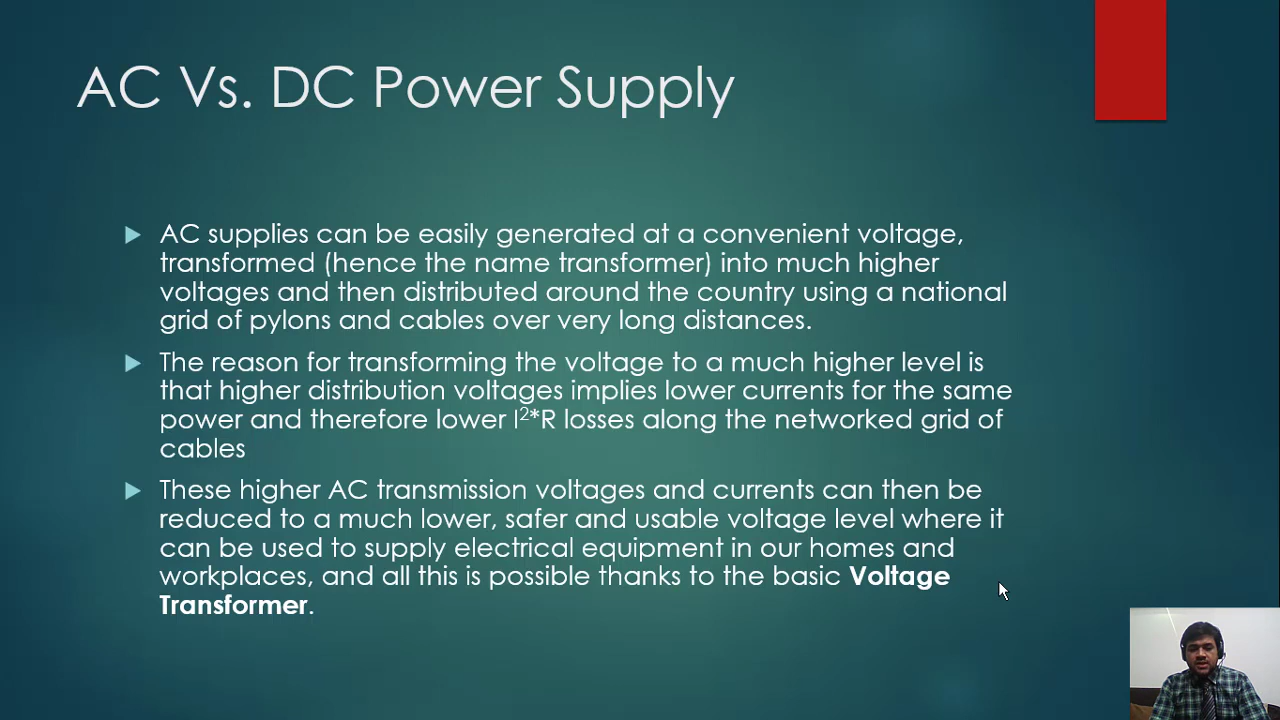 AC Vs. DC Power Supply
AC supplies can be easily generated at a convenient voltage,
transformed (hence the name transformer) into much higher
voltages and then distributed around the country using a national
grid of pylons and cables over very long distances.
The reason for transforming the voltage to a much higher level is
that higher distribution voltages implies lower currents for the same
power and therefore lower I²*R losses along the networked grid of
cables
These higher AC transmission voltages and currents can then be
reduced to a much lower, safer and usable voltage level where it
can be used to supply electrical equipment in our homes and
workplaces, and all this is possible thanks to the basic Voltage
Transformer.